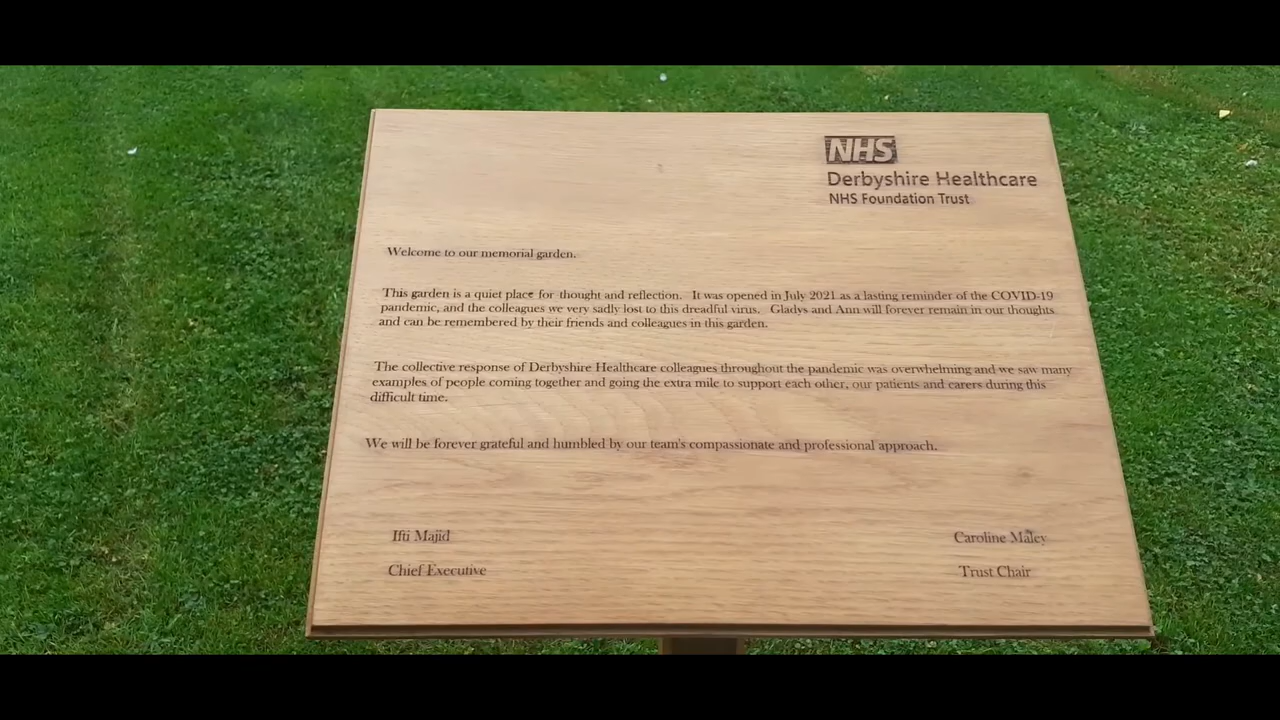 NHS
Derbyshire Healthcare
NHS Foundation Trust
Welcome to our memorial garden.
This garden is a quiet place for thought and reflection. It was opened in July 2021 as a lasting reminder of the COVID-19
pandemic, and the colleagues we very sadly lost to this dreadful virus. Gladys and Ann will forever remain in our thoughts
and can be remembered by their friends and colleagues in this garden.
The collective response of Derbyshire Healthcare colleagues throughout the pandemic was overwhelming and we saw many
examples of people coming together and going the extra mile to support each other, our patients and carers during this
difficult time.
We will be forever grateful and humbled by our team's compassionate and professional approach.
Ifti Majid
Caroline Maley
Chief Executive
Trust Chair